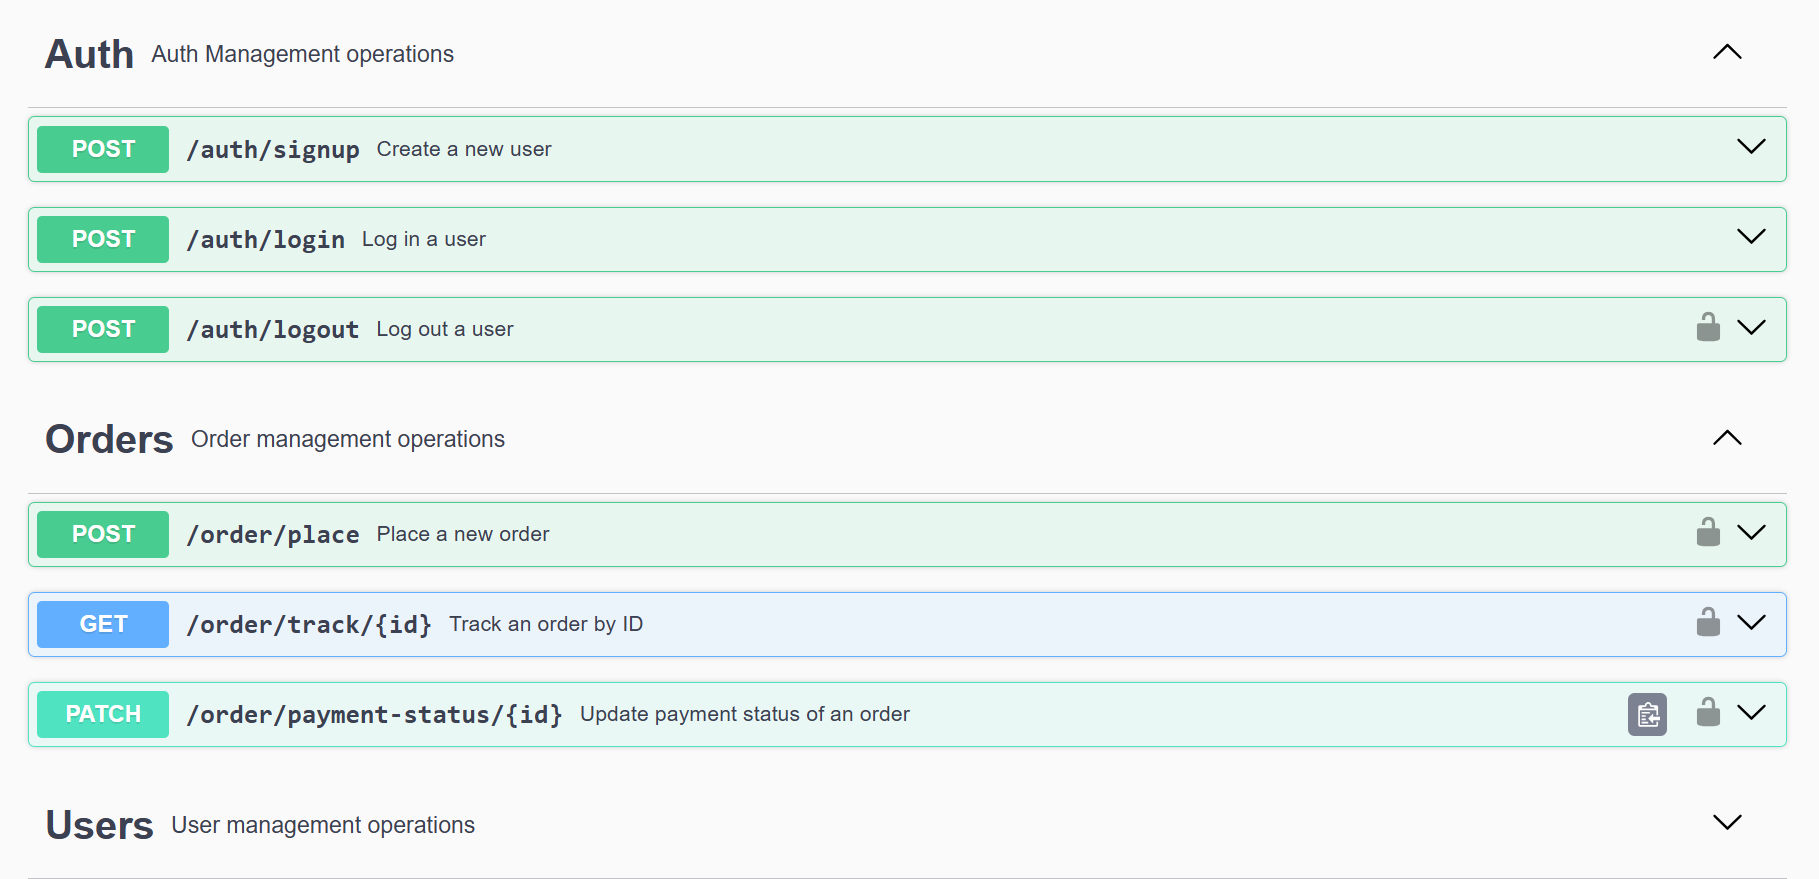 Auth Auth Management operations
POST /auth/signup Create a new user
POST /auth/login Log in a user
POST /auth/logout Log out a user
Orders Order management operations
POST /order/place Place a new order
GET /order/track/{id} Track an order by ID
PATCH /order/payment-status/{id} Update payment status of an order
Users User management operations